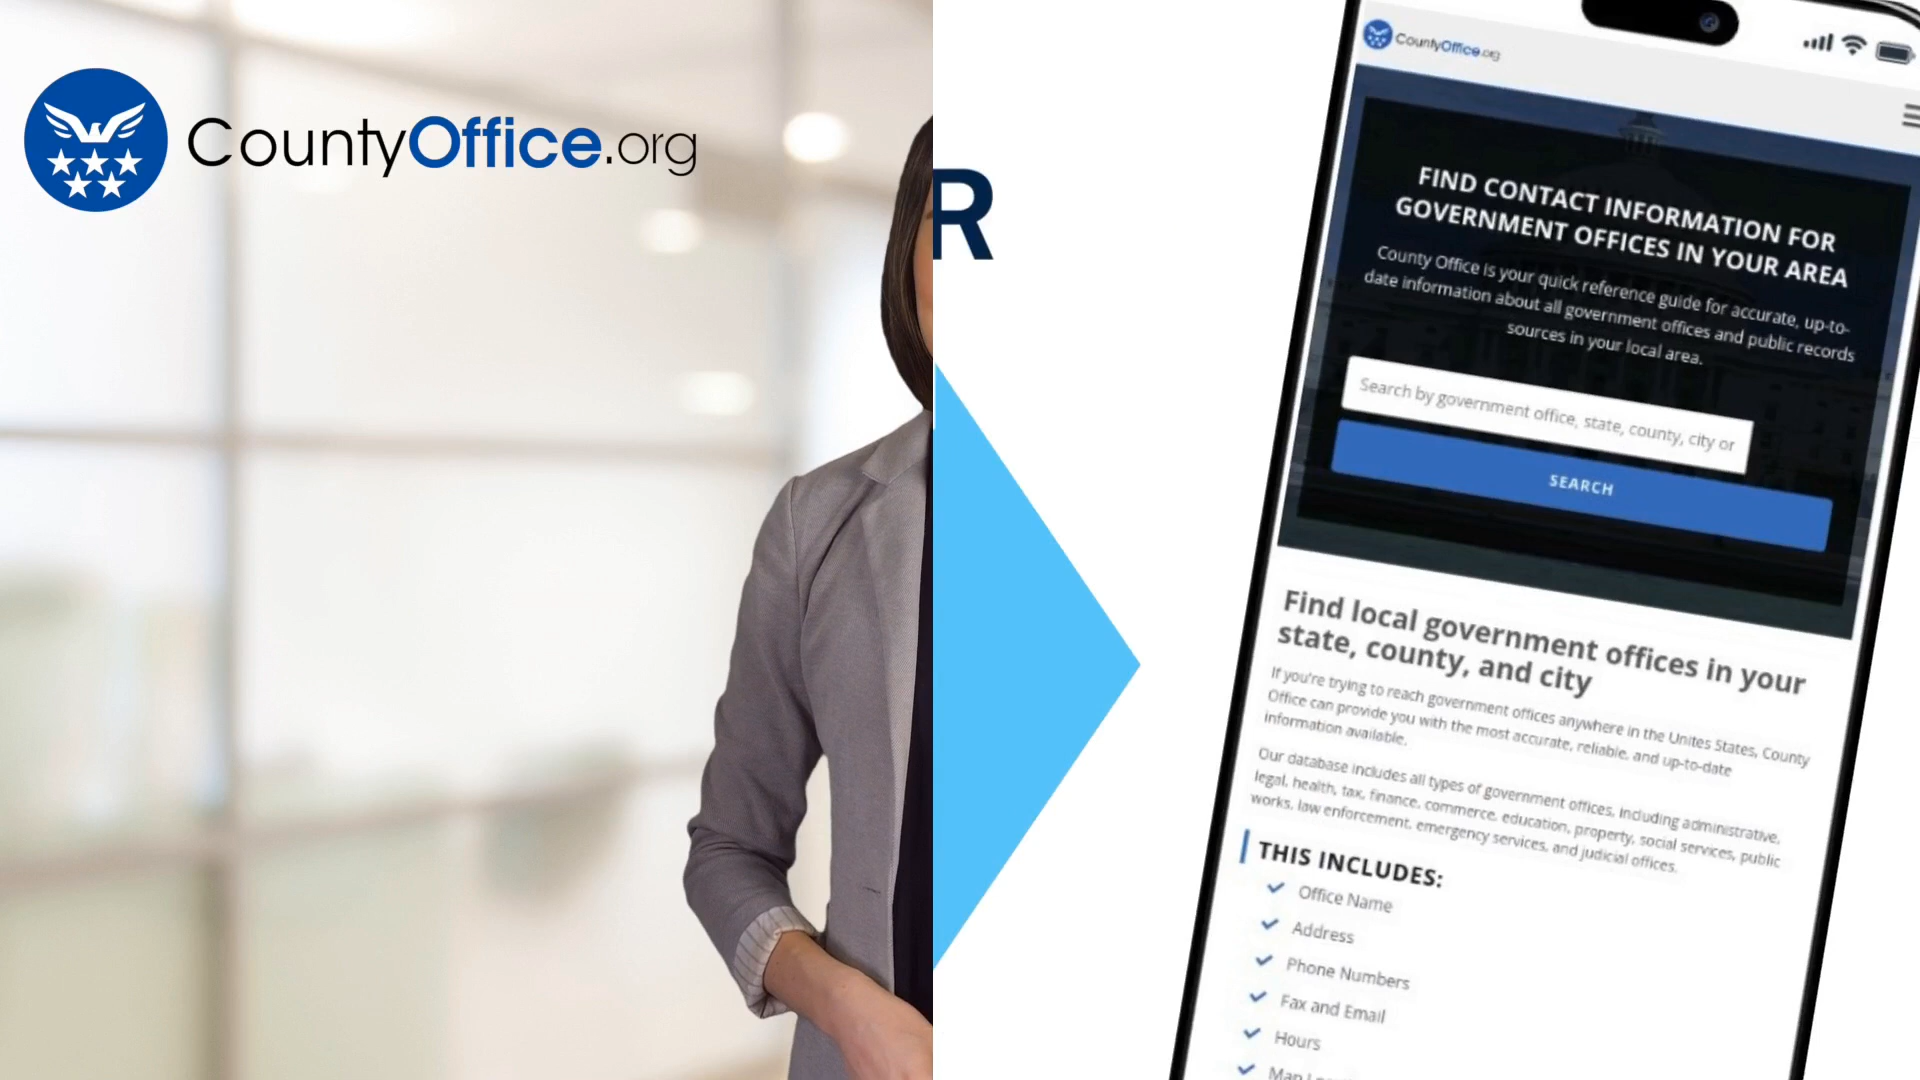 CountyOffice.org
R
CountyOffice.org
FIND CONTACT INFORMATION FOR
GOVERNMENT OFFICES IN YOUR AREA
County Office is your quick reference guide for accurate, up-to-
date information about all government offices and public records
sources in your local area.
Search by government office, state, county, city or
SEARCH
Find local government offices in your
state, county, and city
If you're trying to reach government offices anywhere in the Unites States, County
Office can provide you with the most accurate, reliable, and up-to-date
information available.
Our database includes all types of government offices, including administrative,
legal, health, tax, finance, commerce, education, property, social services, public
works, law enforcement, emergency services, and judicial offices.
THIS INCLUDES:
Office Name
Address
Phone Numbers
Fax and Email
Hours
Map